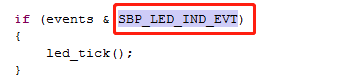 if (events & SBP_LED_IND_EVT)
{
led_tick();
}